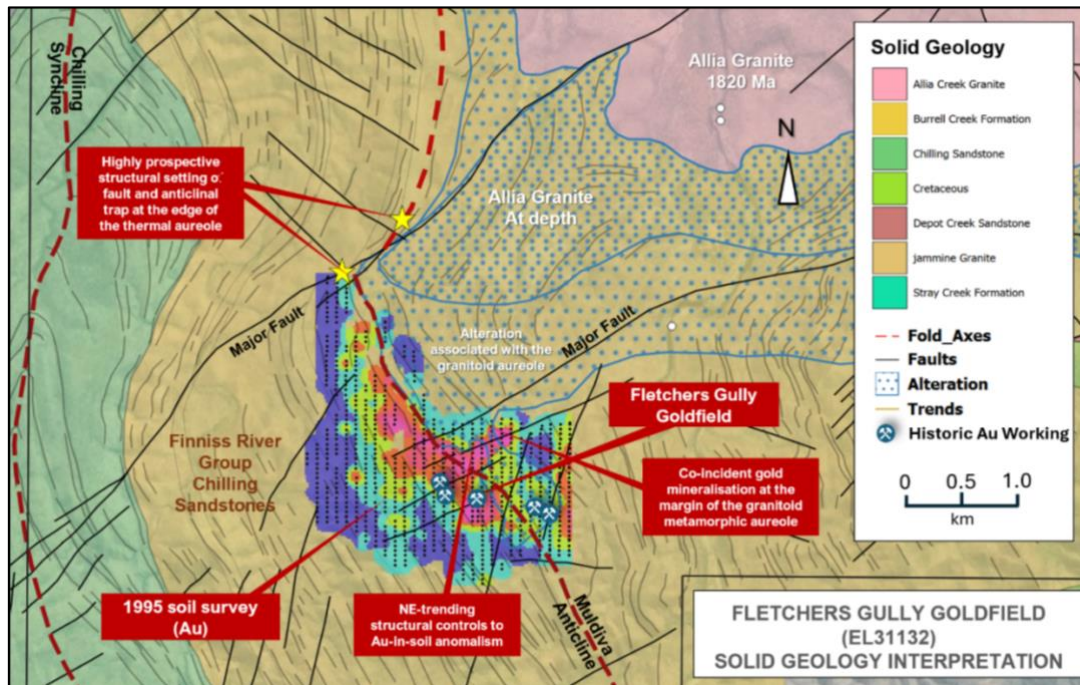 Chilling
Syncline
Allia Granite
1820 Ma
N
Highly prospective
structural setting of
fault and anticlinal
trap at the edge of
the thermal aureole
Allia Granite
At depth
Major Fault
Alteration
associated with the
granitoid aureole
Major Fault
Fletchers Gully
Goldfield
Finniss River
Group
Chilling
Sandstones
Co-incident gold
mineralisation at the
margin of the granitoid
metamorphic aureole
1995 soil survey
(Au)
NE-trending
structural controls to
Au-in-soil anomalism
Muldiva
Anticline
Solid Geology
Allia Creek Granite
Burrell Creek Formation
Chilling Sandstone
Cretaceous
Depot Creek Sandstone
jammine Granite
Stray Creek Formation
Fold_Axes
Faults
Alteration
Trends
Historic Au Working
0 0.5 1.0
km
FLETCHERS GULLY GOLDFIELD
(EL31132)
SOLID GEOLOGY INTERPRETATION